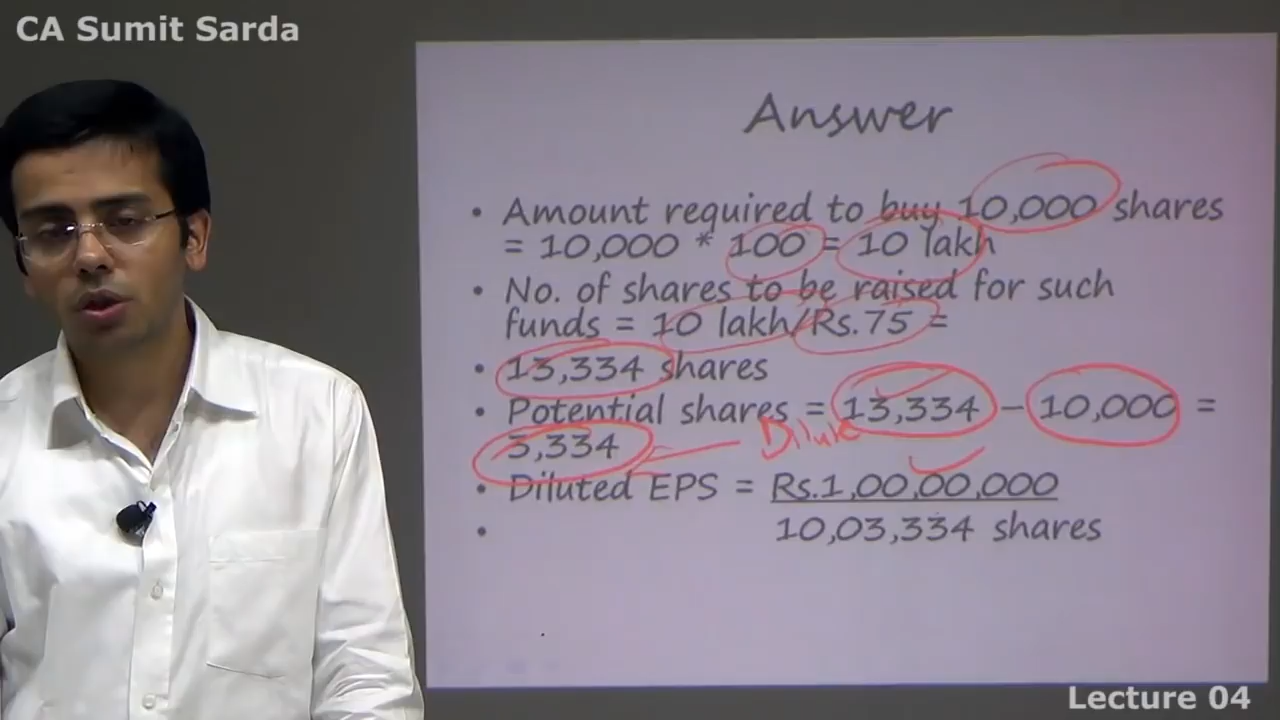 CA Sumit Sarda
Answer
• Amount required to buy 10,000 shares
= 10,000 * 100 = 10 lakh
• No. of shares to be raised for such
funds = 10 lakh/Rs.75 =
• 13,334 shares
• Potential shares = 13,334 – 10,000 =
3,334
Dilute
• Diluted EPS = Rs.1,00,00,000
• 10,03,334 shares
Lecture 04